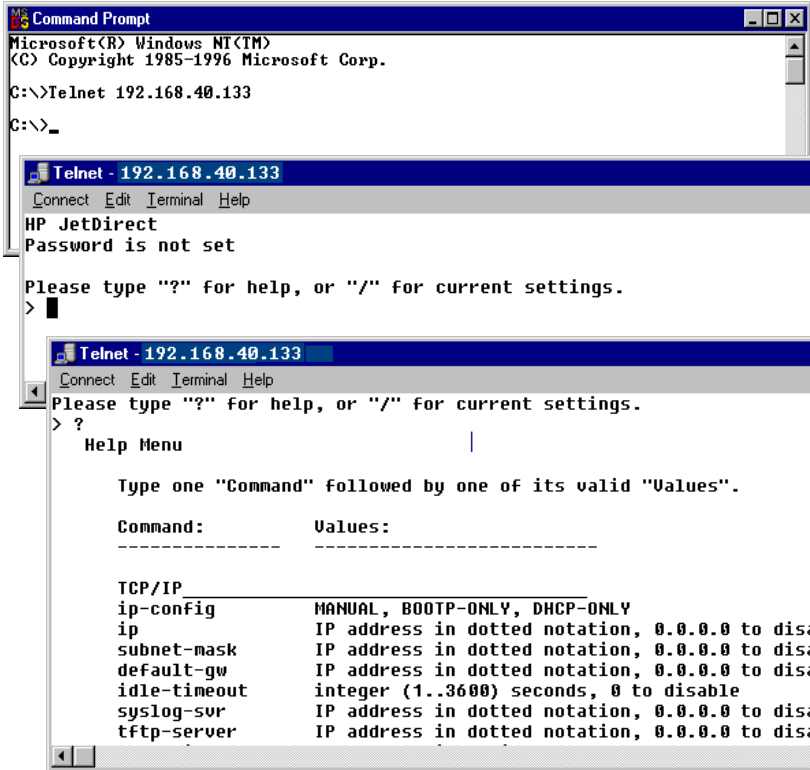 Command Prompt
Microsoft(R) Windows NT(TM)
(C) Copyright 1985-1996 Microsoft Corp.
C:\>Telnet 192.168.40.133
C:\>_
Telnet - 192.168.40.133
Connect Edit Terminal Help
HP JetDirect
Password is not set
Please type "?" for help, or "/" for current settings.
>
Telnet - 192.168.40.133
Connect Edit Terminal Help
Please type "?" for help, or "/" for current settings.
> ?
Help Menu
Type one "Command" followed by one of its valid "Values".
Command: Values:
--------------- --------------------------
TCP/IP_____________________________________
ip-config MANUAL, BOOTP-ONLY, DHCP-ONLY
ip IP address in dotted notation, 0.0.0.0 to disa
subnet-mask IP address in dotted notation, 0.0.0.0 to disa
default-gw IP address in dotted notation, 0.0.0.0 to disa
idle-timeout integer (1..3600) seconds, 0 to disable
syslog-svr IP address in dotted notation, 0.0.0.0 to disa
tftp-server IP address in dotted notation, 0.0.0.0 to disa